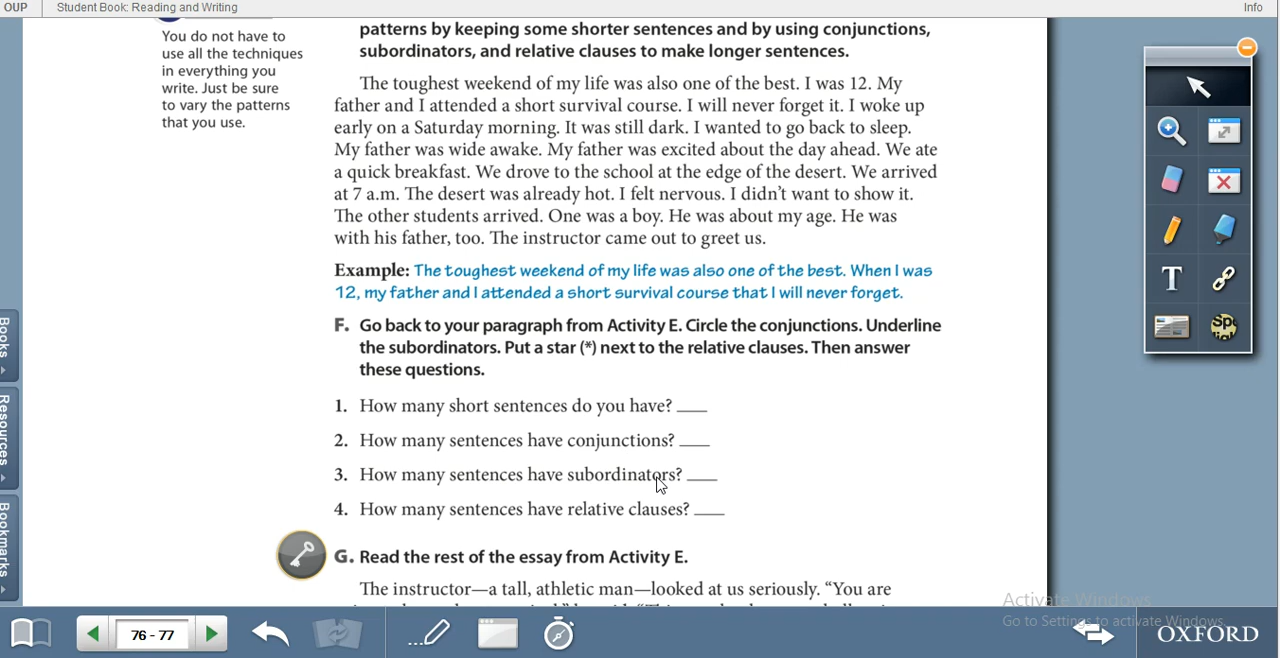 OUP
Student Book: Reading and Writing
Info
You do not have to
use all the techniques
in everything you
write. Just be sure
to vary the patterns
that you use.
patterns by keeping some shorter sentences and by using conjunctions,
subordinators, and relative clauses to make longer sentences.
The toughest weekend of my life was also one of the best. I was 12. My
father and I attended a short survival course. I will never forget it. I woke up
early on a Saturday morning. It was still dark. I wanted to go back to sleep.
My father was wide awake. My father was excited about the day ahead. We ate
a quick breakfast. We drove to the school at the edge of the desert. We arrived
at 7 a.m. The desert was already hot. I felt nervous. I didn't want to show it.
The other students arrived. One was a boy. He was about my age. He was
with his father, too. The instructor came out to greet us.
Example: The toughest weekend of my life was also one of the best. When I was
12, my father and I attended a short survival course that I will never forget.
F. Go back to your paragraph from Activity E. Circle the conjunctions. Underline
the subordinators. Put a star (*) next to the relative clauses. Then answer
these questions.
1. How many short sentences do you have? ___
2. How many sentences have conjunctions? ___
3. How many sentences have subordinators? ___
4. How many sentences have relative clauses? ___
G. Read the rest of the essay from Activity E.
The instructor—a tall, athletic man—looked at us seriously. "You are
Books
Resources
Bookmarks
T
Activate Windows
Go to Settings to activate Windows.
76 - 77
OXFORD